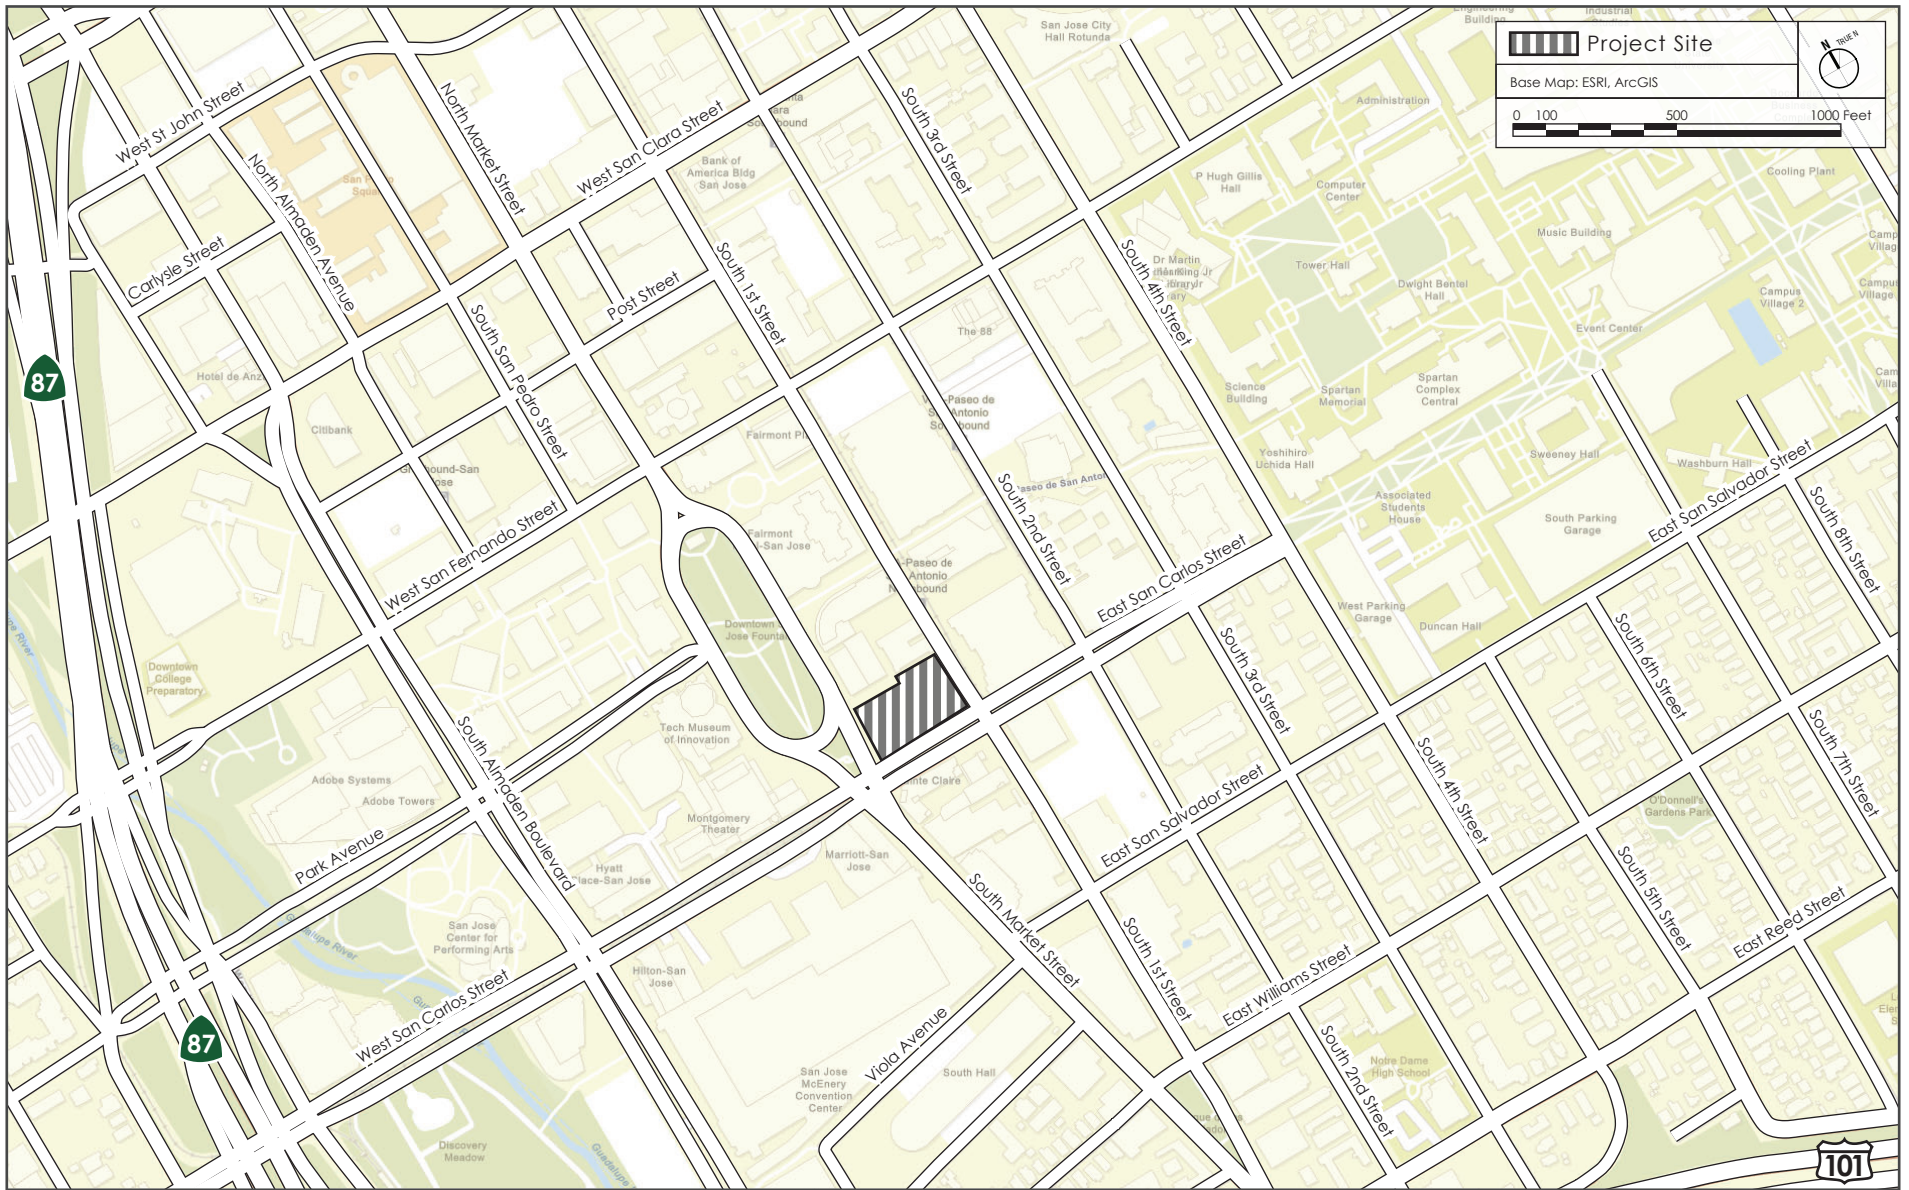 San Jose City
Hall Rotunda
Engineering
Building
Industrial
Project Site
N
TRUE N
Base Map: ESRI, ArcGIS
0 100 500 1000 Feet
West St John Street
North Market Street
West San Clara Street
South 3rd Street
Administration
Bank of
America Bldg
San Jose
P Hugh Gillis
Hall
Computer
Center
Cooling Plant
Music Building
North Almaden Avenue
Carlysle Street
South 1st Street
South 4th Street
Dr Martin
Tower Hall
Dwight Bentel
Hall
Campus
Village 2
Event Center
Post Street
South San Pedro Street
The 88
87
Hotel de Anz
Citibank
Fairmont Pl
Science
Building
Spartan
Memorial
Spartan
Complex
Central
Yoshihiro
Uchida Hall
Sweeney Hall
Washburn Hall
East San Salvador Street
South 8th Street
Associated
Students
House
South Parking
Garage
South 2nd Street
West San Fernando Street
Fairmont
-San Jose
East San Carlos Street
West Parking
Garage
Duncan Hall
South 6th Street
South 3rd Street
Downtown
College
Preparatory
Downtown
Jose Founta
Tech Museum
of Innovation
South Almaden Boulevard
South 4th Street
South 7th Street
Adobe Systems
Adobe Towers
Park Avenue
Montgomery
Theater
Hyatt
Place-San Jose
Marriott-San
Jose
East San Salvador Street
O'Donnell's
Gardens Park
South 5th Street
South Market Street
South 1st Street
East Reed Street
East Williams Street
San Jose
Center for
Performing Arts
Guadalupe River
Hilton-San
Jose
West San Carlos Street
87
Viola Avenue
South Hall
San Jose
McEnery
Convention
Center
South 2nd Street
Notre Dame
High School
Discovery
Meadow
Guadalupe
101